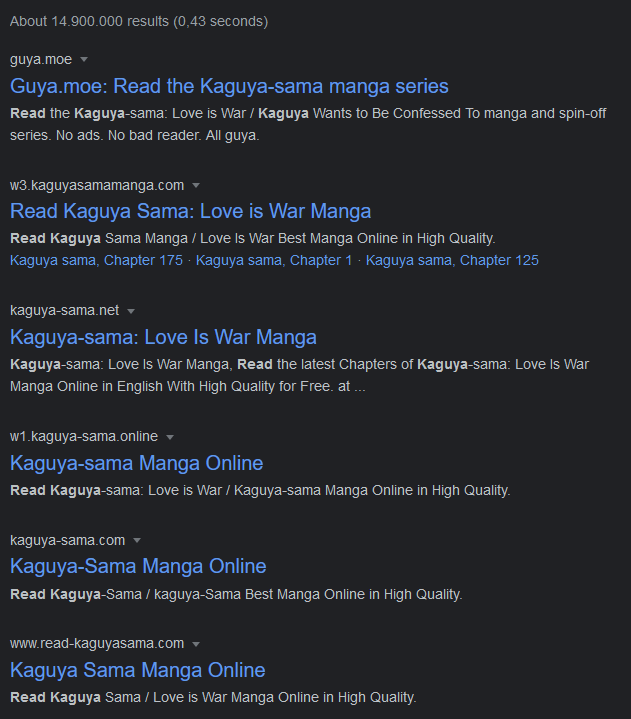 About 14.900.000 results (0,43 seconds)
guya.moe
Guya.moe: Read the Kaguya-sama manga series
Read the Kaguya-sama: Love is War / Kaguya Wants to Be Confessed To manga and spin-off
series. No ads. No bad reader. All guya.
w3.kaguyasamamanga.com
Read Kaguya Sama: Love is War Manga
Read Kaguya Sama Manga / Love Is War Best Manga Online in High Quality.
Kaguya sama, Chapter 175 · Kaguya sama, Chapter 1 · Kaguya sama, Chapter 125
kaguya-sama.net
Kaguya-sama: Love Is War Manga
Kaguya-sama: Love Is War Manga, Read the latest Chapters of Kaguya-sama: Love Is War
Manga Online in English With High Quality for Free. at ...
w1.kaguya-sama.online
Kaguya-sama Manga Online
Read Kaguya-sama: Love is War / Kaguya-sama Manga Online in High Quality.
kaguya-sama.com
Kaguya-Sama Manga Online
Read Kaguya-Sama / kaguya-Sama Best Manga Online in High Quality.
www.read-kaguyasama.com
Kaguya Sama Manga Online
Read Kaguya Sama / Love is War Manga Online in High Quality.